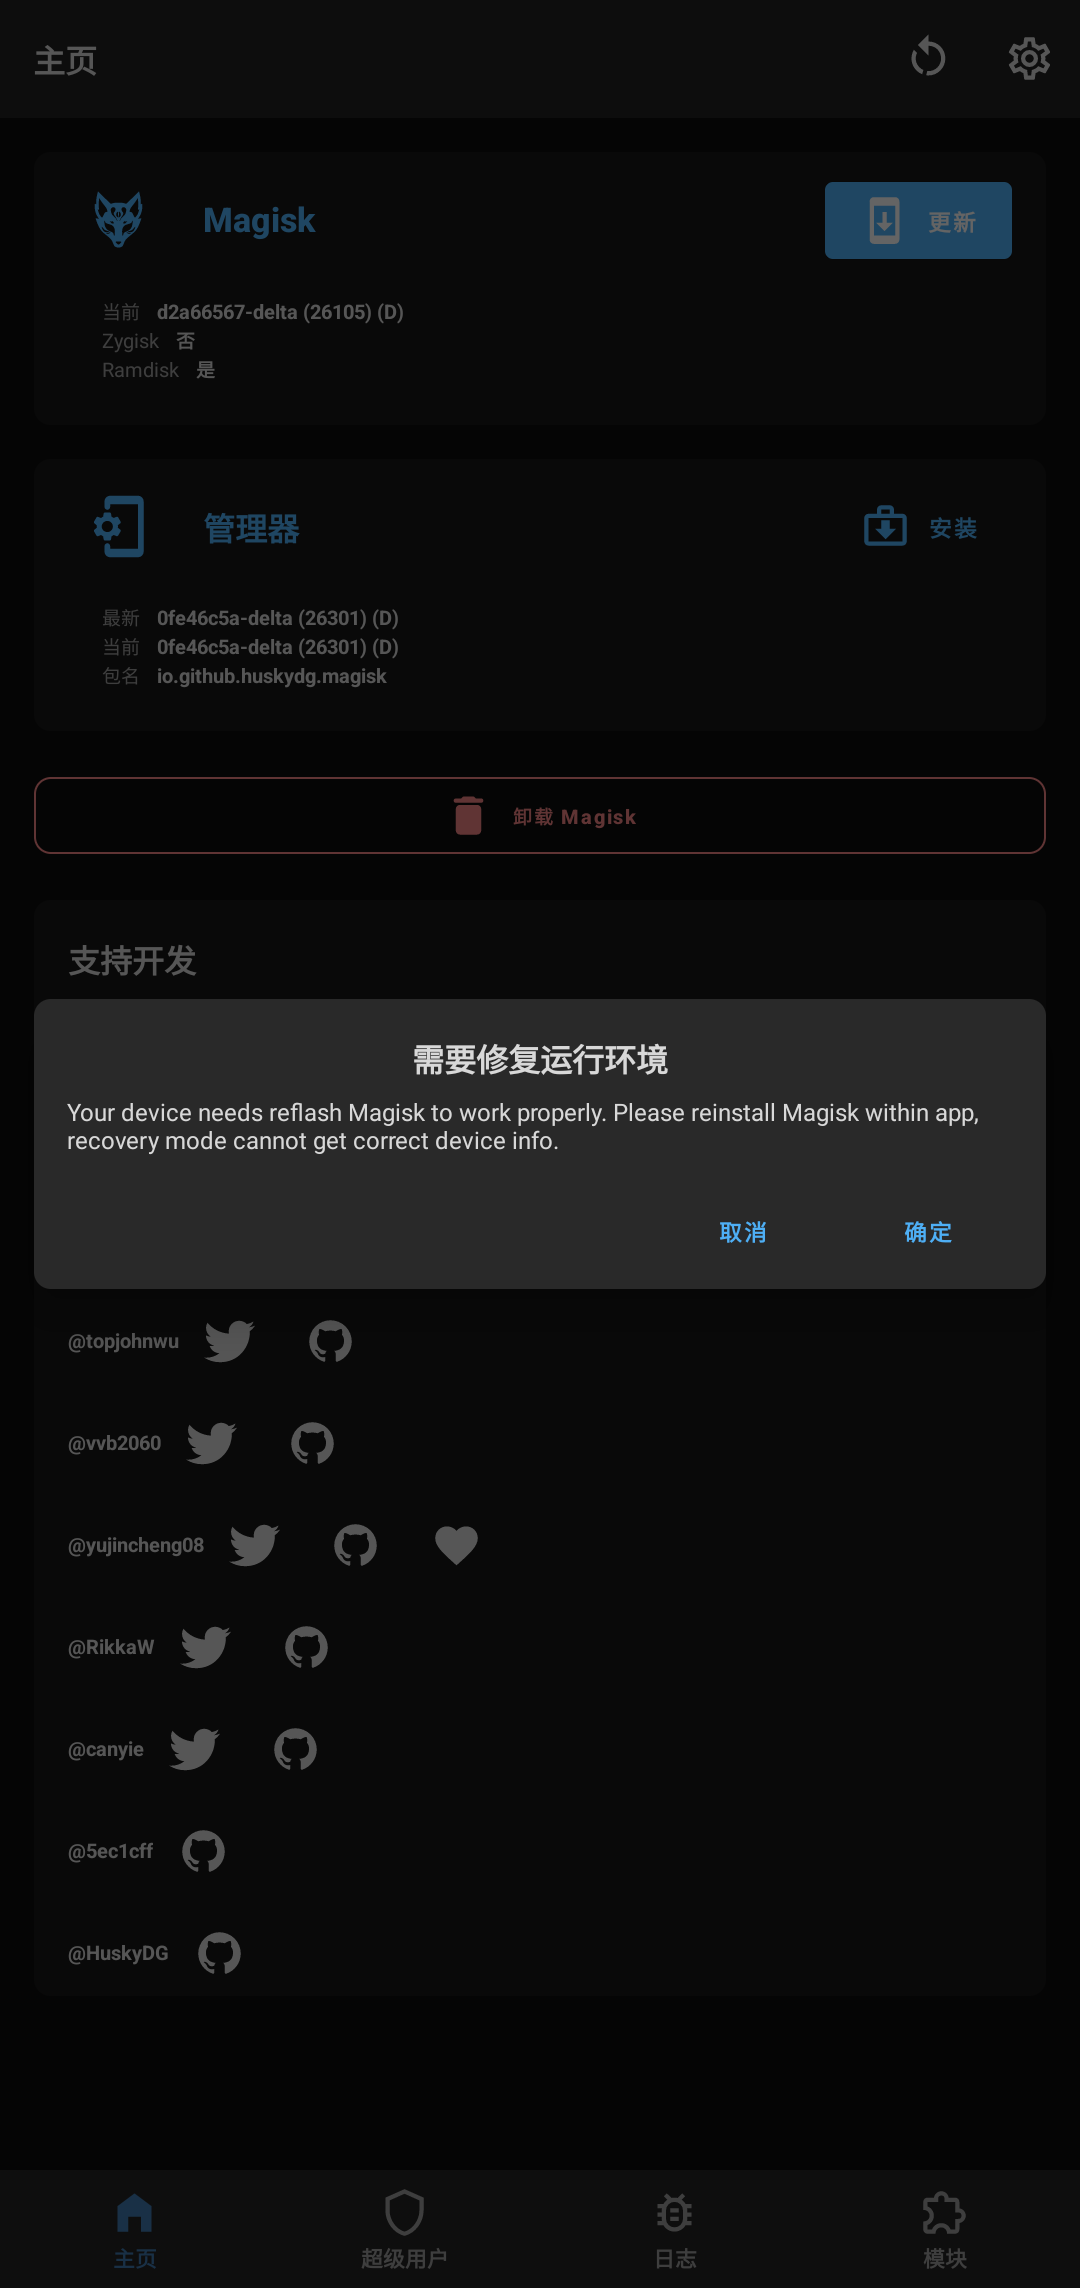 主页
Magisk
更新
当前 d2a66567-delta (26105) (D)
Zygisk 否
Ramdisk 是
管理器
安装
最新 0fe46c5a-delta (26301) (D)
当前 0fe46c5a-delta (26301) (D)
包名 io.github.huskydg.magisk
卸载 Magisk
支持开发
需要修复运行环境
Your device needs reflash Magisk to work properly. Please reinstall Magisk within app,
recovery mode cannot get correct device info.
取消 确定
@topjohnwu
@vvb2060
@yujincheng08
@RikkaW
@canyie
@5ec1cff
@HuskyDG
主页 超级用户 日志 模块